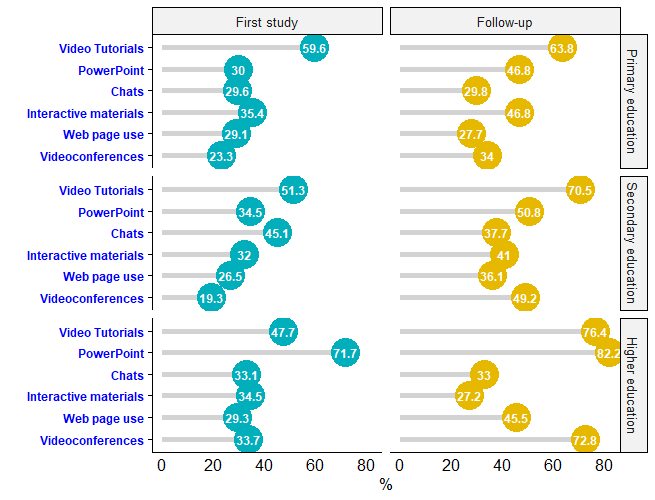 First study Follow-up
Video Tutorials 59.6 63.8
PowerPoint 30 46.8
Chats 29.6 29.8
Interactive materials 35.4 46.8
Web page use 29.1 27.7
Videoconferences 23.3 34
Primary education
Video Tutorials 51.3 70.5
PowerPoint 34.5 50.8
Chats 45.1 37.7
Interactive materials 32 41
Web page use 26.5 36.1
Videoconferences 19.3 49.2
Secondary education
Video Tutorials 47.7 76.4
PowerPoint 71.7 82.2
Chats 33.1 33
Interactive materials 34.5 27.2
Web page use 29.3 45.5
Videoconferences 33.7 72.8
Higher education
0 20 40 60 80 0 20 40 60 80
%